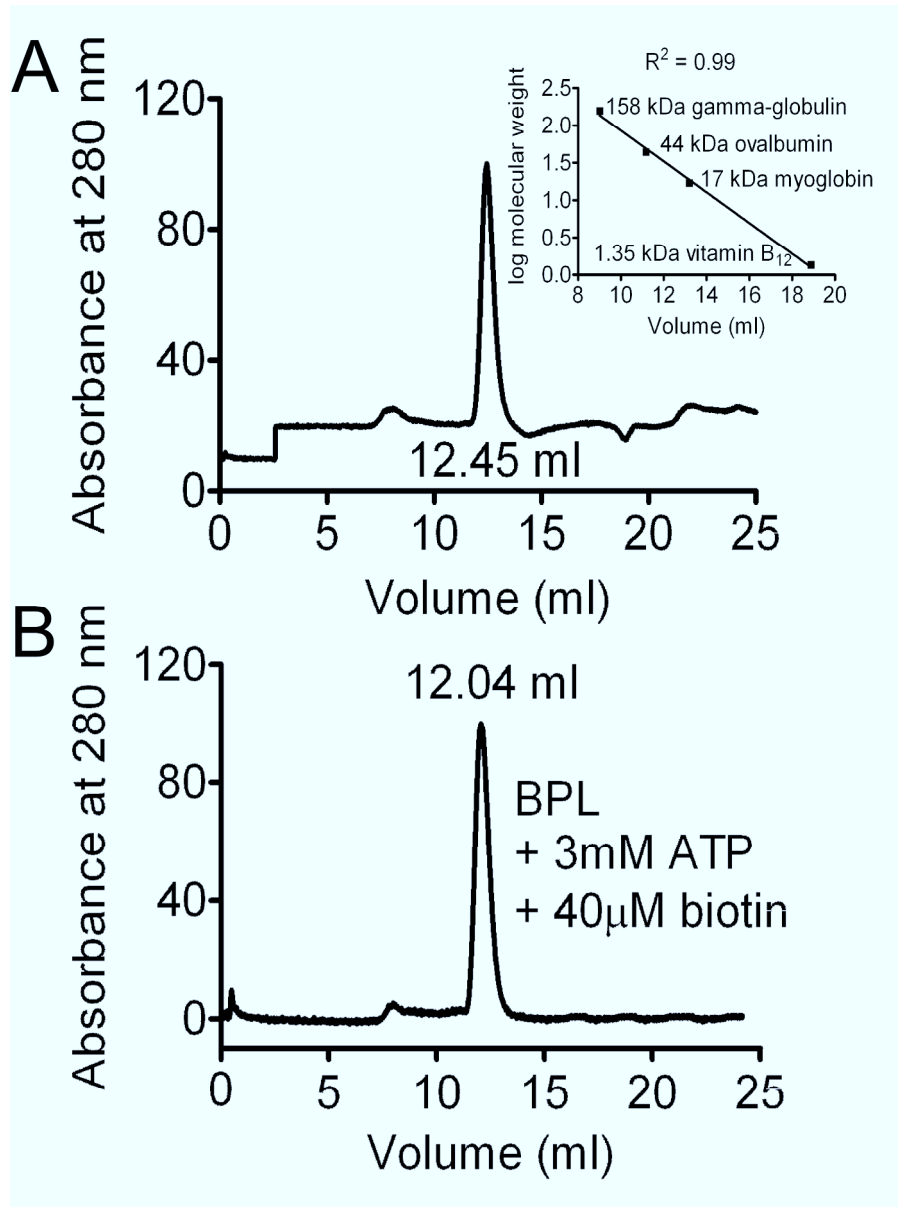 A
Absorbance at 280 nm
120
80
40
0
0 5 10 15 20 25
Volume (ml)
12.45 ml
R² = 0.99
log molecular weight
2.5
2.0
1.5
1.0
0.5
0.0
158 kDa gamma-globulin
44 kDa ovalbumin
17 kDa myoglobin
1.35 kDa vitamin B₁₂
8 10 12 14 16 18 20
Volume (ml)
B
Absorbance at 280 nm
120
80
40
0
12.04 ml
BPL
+ 3mM ATP
+ 40μM biotin
0 5 10 15 20 25
Volume (ml)